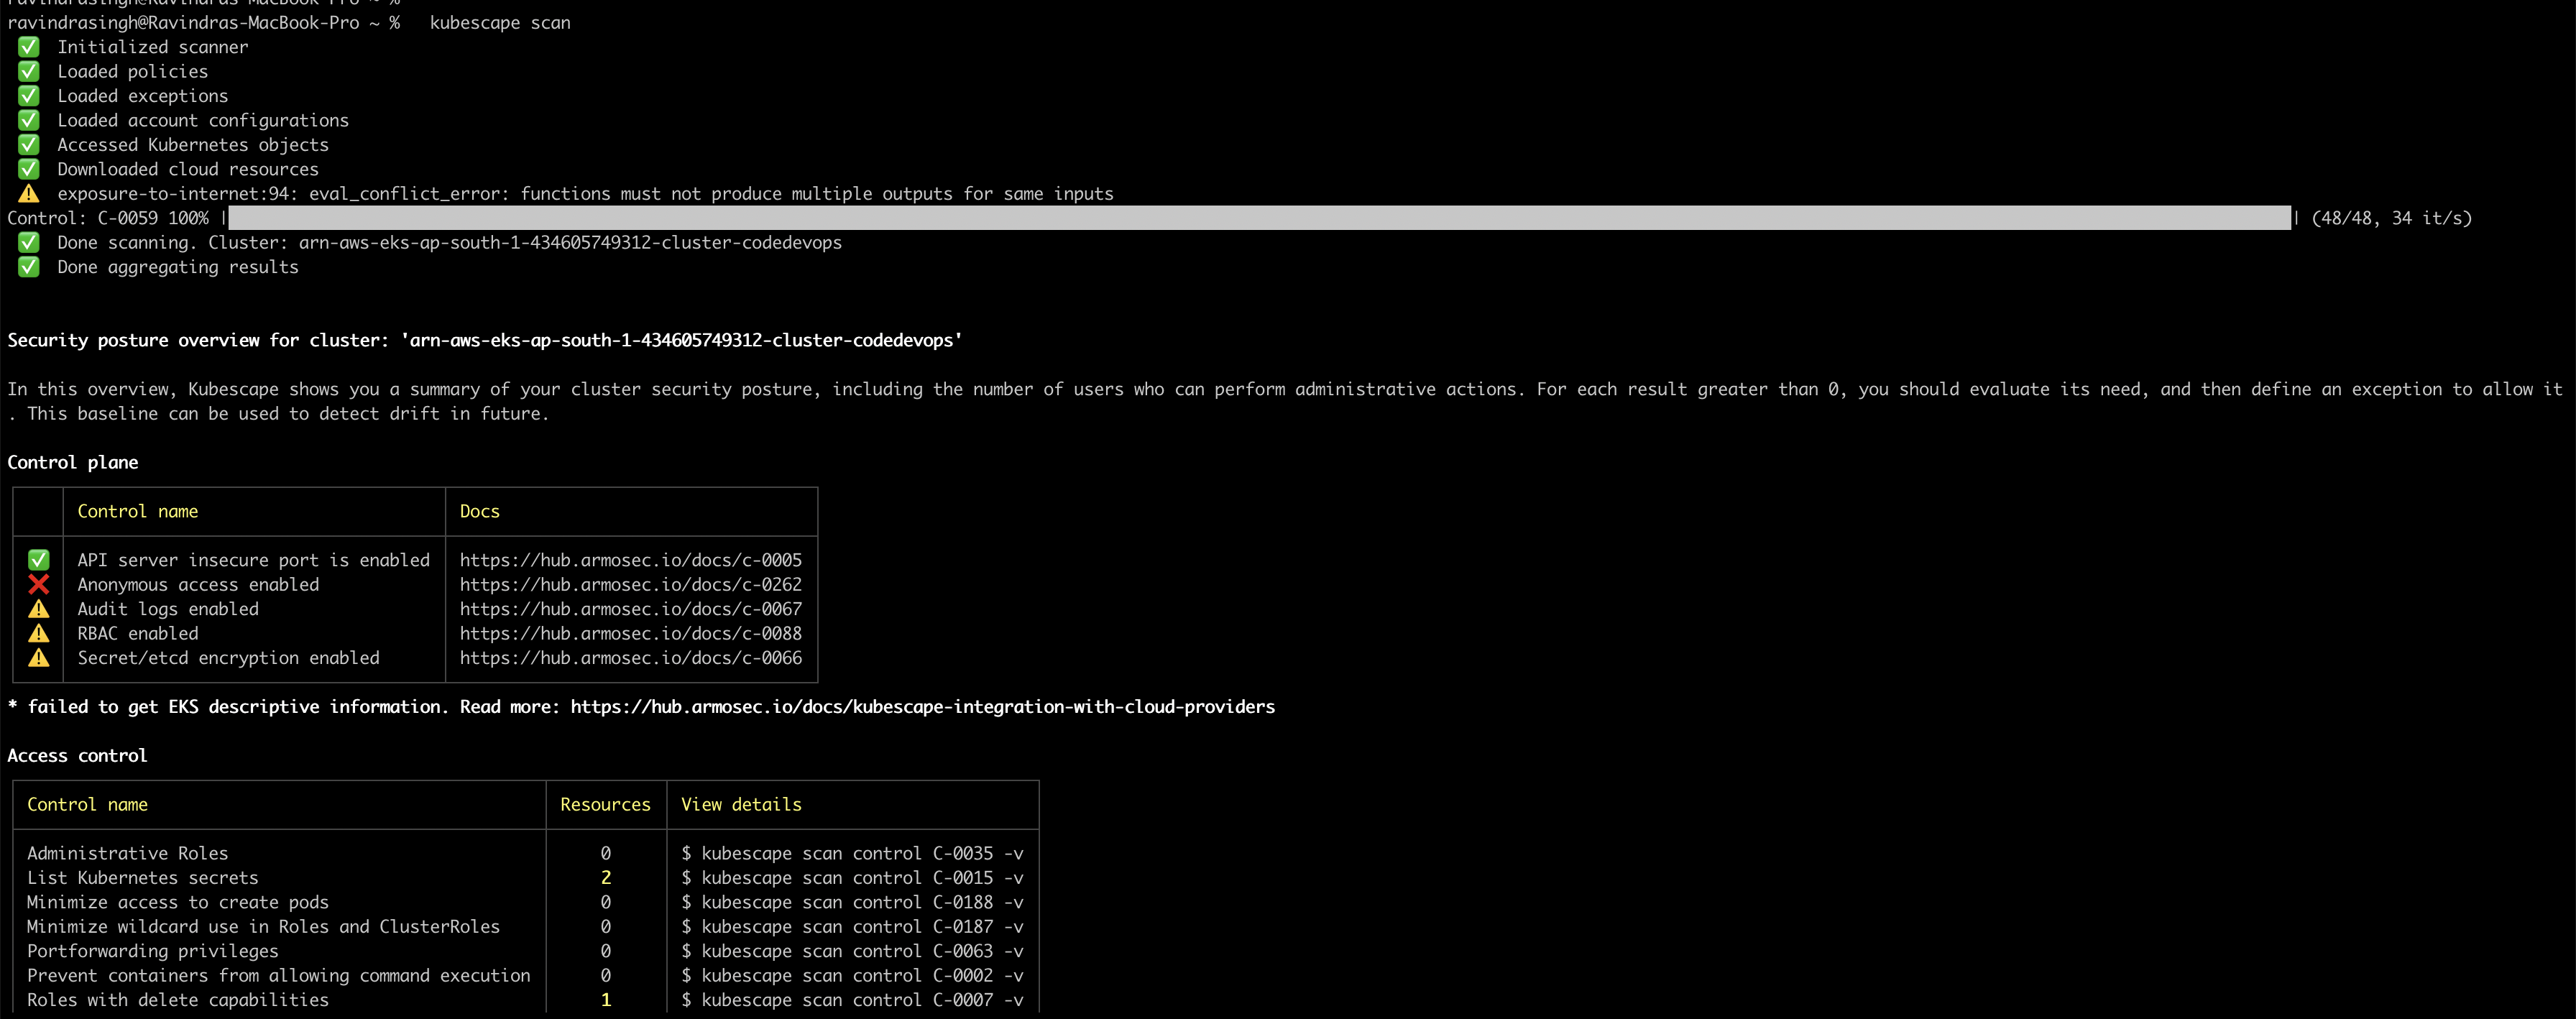 ravindrasingh@Ravindras-MacBook-Pro ~ %
ravindrasingh@Ravindras-MacBook-Pro ~ %   kubescape scan
✅  Initialized scanner
✅  Loaded policies
✅  Loaded exceptions
✅  Loaded account configurations
✅  Accessed Kubernetes objects
✅  Downloaded cloud resources
⚠️  exposure-to-internet:94: eval_conflict_error: functions must not produce multiple outputs for same inputs
Control: C-0059 100% | | (48/48, 34 it/s)
✅  Done scanning. Cluster: arn-aws-eks-ap-south-1-434605749312-cluster-codedevops
✅  Done aggregating results
Security posture overview for cluster: 'arn-aws-eks-ap-south-1-434605749312-cluster-codedevops'
In this overview, Kubescape shows you a summary of your cluster security posture, including the number of users who can perform administrative actions. For each result greater than 0, you should evaluate its need, and then define an exception to allow it
. This baseline can be used to detect drift in future.
Control plane
Control name | Docs
✅ | API server insecure port is enabled | https://hub.armosec.io/docs/c-0005
❌ | Anonymous access enabled | https://hub.armosec.io/docs/c-0262
⚠️ | Audit logs enabled | https://hub.armosec.io/docs/c-0067
⚠️ | RBAC enabled | https://hub.armosec.io/docs/c-0088
⚠️ | Secret/etcd encryption enabled | https://hub.armosec.io/docs/c-0066
* failed to get EKS descriptive information. Read more: https://hub.armosec.io/docs/kubescape-integration-with-cloud-providers
Access control
Control name | Resources | View details
Administrative Roles | 0 | $ kubescape scan control C-0035 -v
List Kubernetes secrets | 2 | $ kubescape scan control C-0015 -v
Minimize access to create pods | 0 | $ kubescape scan control C-0188 -v
Minimize wildcard use in Roles and ClusterRoles | 0 | $ kubescape scan control C-0187 -v
Portforwarding privileges | 0 | $ kubescape scan control C-0063 -v
Prevent containers from allowing command execution | 0 | $ kubescape scan control C-0002 -v
Roles with delete capabilities | 1 | $ kubescape scan control C-0007 -v